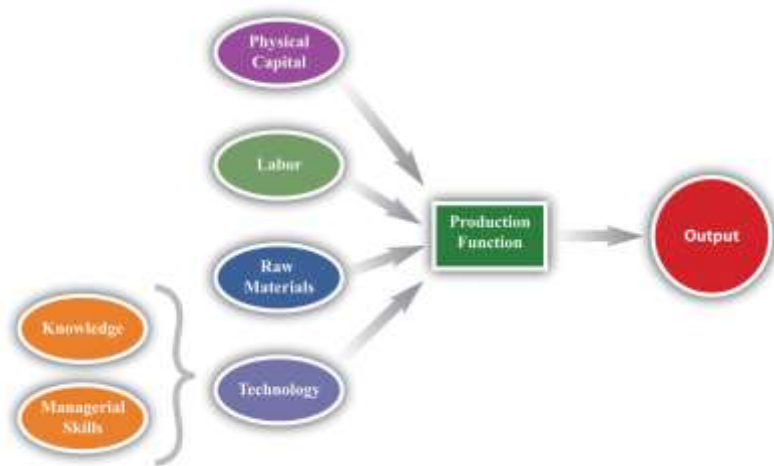 Physical
Capital
Labor
Production
Function
Output
Raw
Materials
Knowledge
Technology
Managerial
Skills